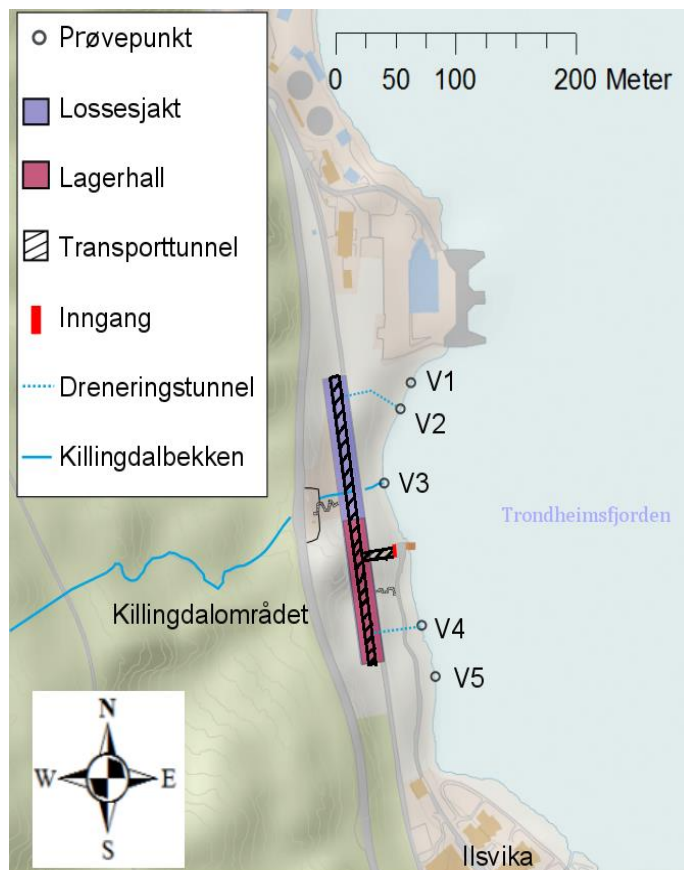 Prøvepunkt
Lossesjakt
Lagerhall
Transporttunnel
Inngang
Dreneringstunnel
Killingdalbekken
0 50 100 200 Meter
V1
V2
V3
Trondheimsfjorden
Killingdalområdet
V4
V5
N
W E
S
Ilsvika